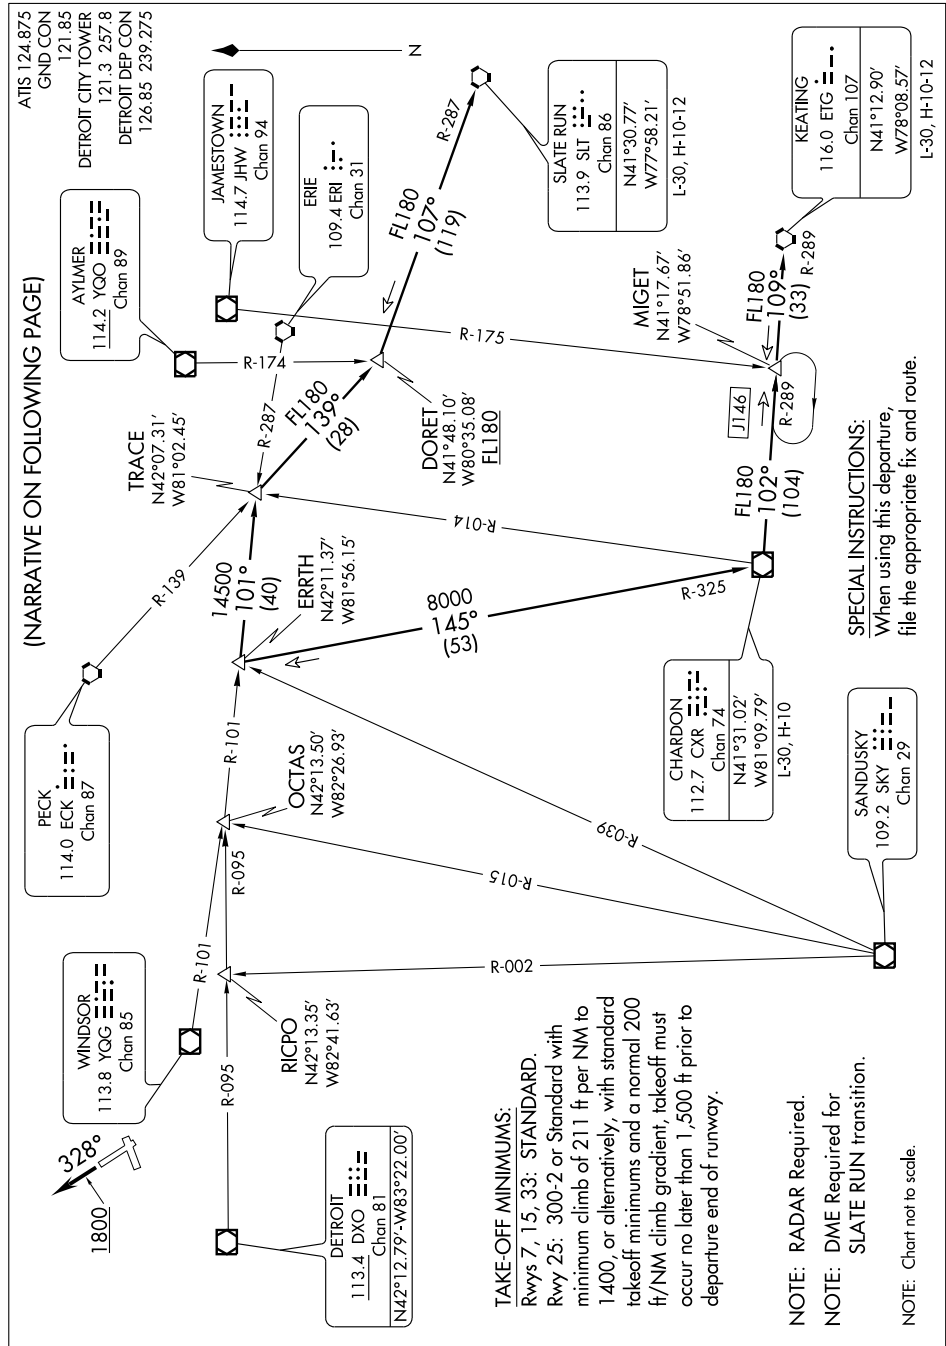 (NARRATIVE ON FOLLOWING PAGE)
ATIS 124.875
GND CON
121.85
DETROIT CITY TOWER
121.3 257.8
DETROIT DEP CON
126.85 239.275
N
328°
1800
WINDSOR
113.8 YQG
Chan 85
PECK
114.0 ECK
Chan 87
AYLMER
114.2 YQO
Chan 89
JAMESTOWN
114.7 JHW
Chan 94
ERIE
109.4 ERI
Chan 31
DETROIT
113.4 DXO
Chan 81
N42°12.79'-W83°22.00'
R-095
RICPO
N42°13.35'
W82°41.63'
R-101
R-095
OCTAS
N42°13.50'
W82°26.93'
R-101
ERRTH
N42°11.37'
W81°56.15'
14500
101°
(40)
R-139
TRACE
N42°07.31'
W81°02.45'
R-287
FL180
139°
(28)
R-174
DORET
N41°48.10'
W80°35.08'
FL180
FL180
107°
(119)
R-287
SLATE RUN
113.9 SLT
Chan 86
N41°30.77'
W77°58.21'
L-30, H-10-12
R-175
R-014
8000
145°
(53)
R-325
R-002
R-015
R-039
CHARDON
112.7 CXR
Chan 74
N41°31.02'
W81°09.79'
L-30, H-10
FL180
102°
(104)
J146
R-289
MIGET
N41°17.67'
W78°51.86'
FL180
109°
(33)
R-289
KEATING
116.0 ETG
Chan 107
N41°12.90'
W78°08.57'
L-30, H-10-12
SANDUSKY
109.2 SKY
Chan 29
TAKE-OFF MINIMUMS:
Rwys 7, 15, 33: STANDARD.
Rwy 25: 300-2 or Standard with
minimum climb of 211 ft per NM to
1400, or alternatively, with standard
takeoff minimums and a normal 200
ft/NM climb gradient, takeoff must
occur no later than 1,500 ft prior to
departure end of runway.
NOTE: RADAR Required.
NOTE: DME Required for
SLATE RUN transition.
NOTE: Chart not to scale.
SPECIAL INSTRUCTIONS:
When using this departure,
file the appropriate fix and route.